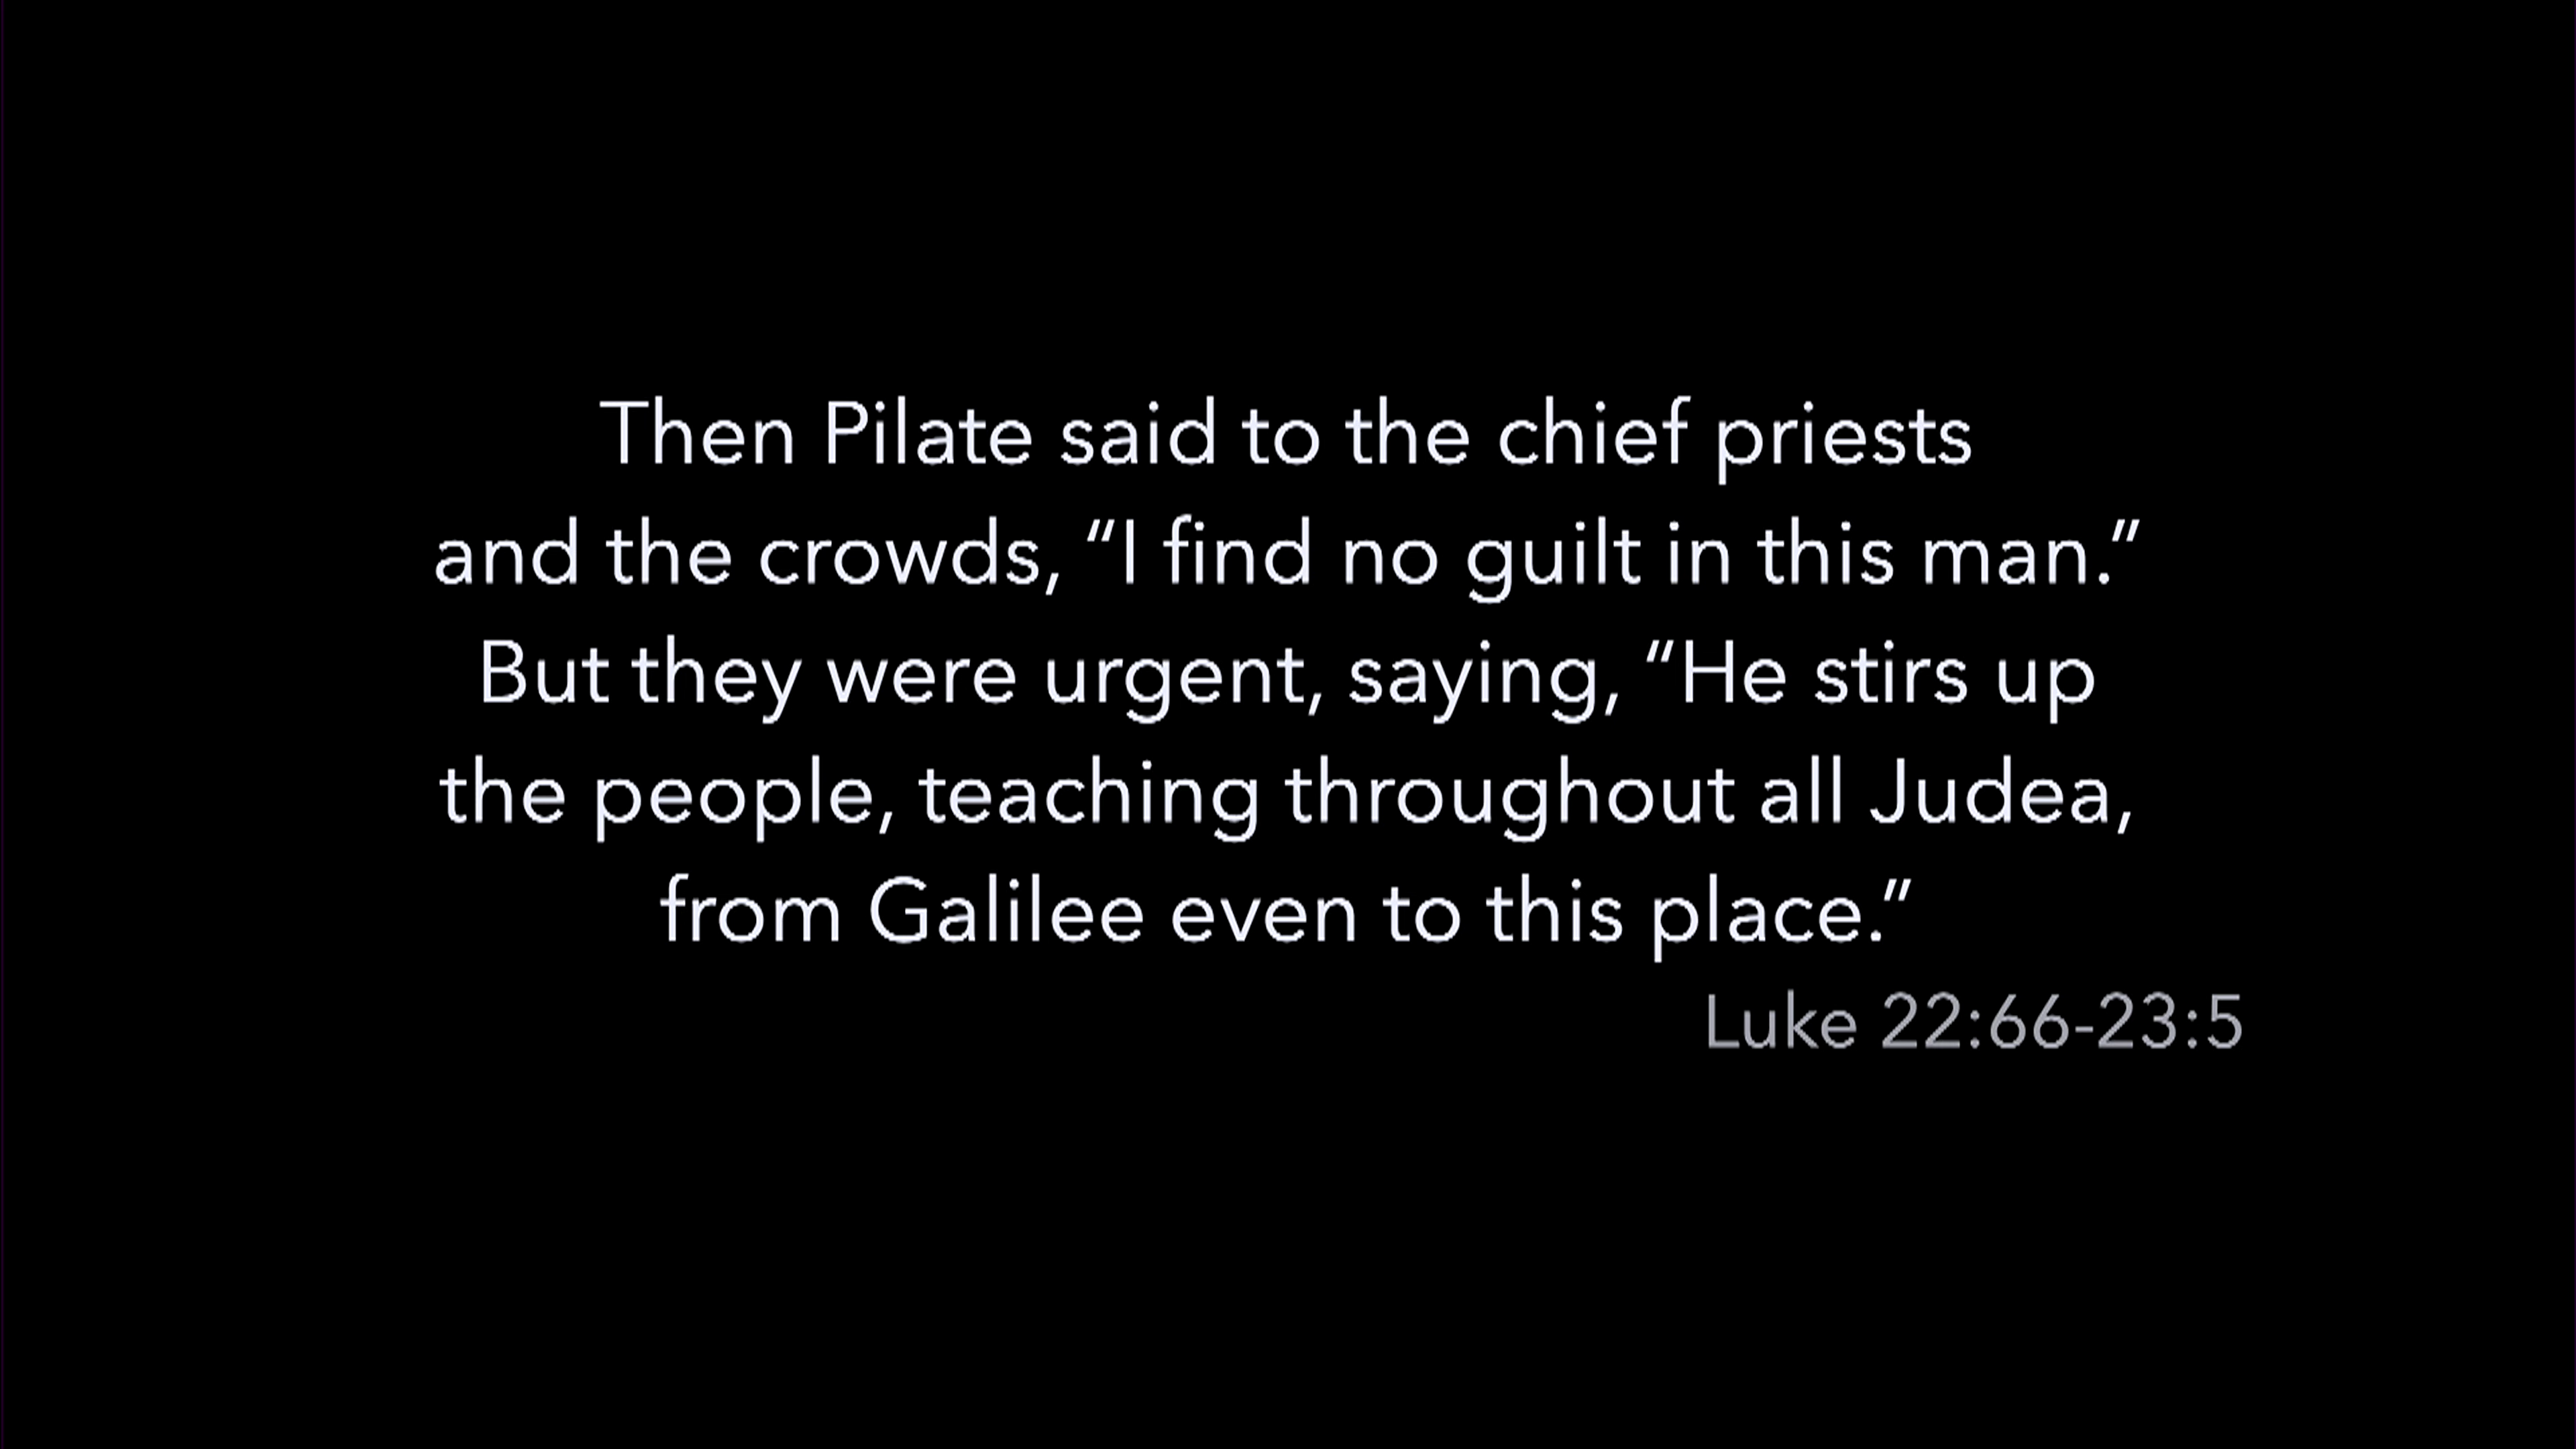 Then Pilate said to the chief priests
and the crowds, “I find no guilt in this man.”
But they were urgent, saying, “He stirs up
the people, teaching throughout all Judea,
from Galilee even to this place.”
Luke 22:66-23:5